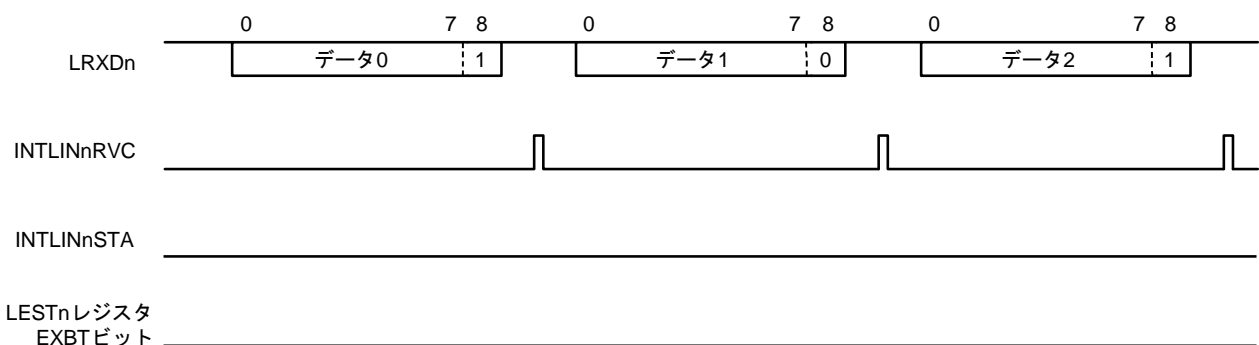 0 7 8 0 7 8 0 7 8
LRXDn データ0 1 データ1 0 データ2 1
INTLINnRVC
INTLINnSTA
LESTnレジスタ
EXBTビット